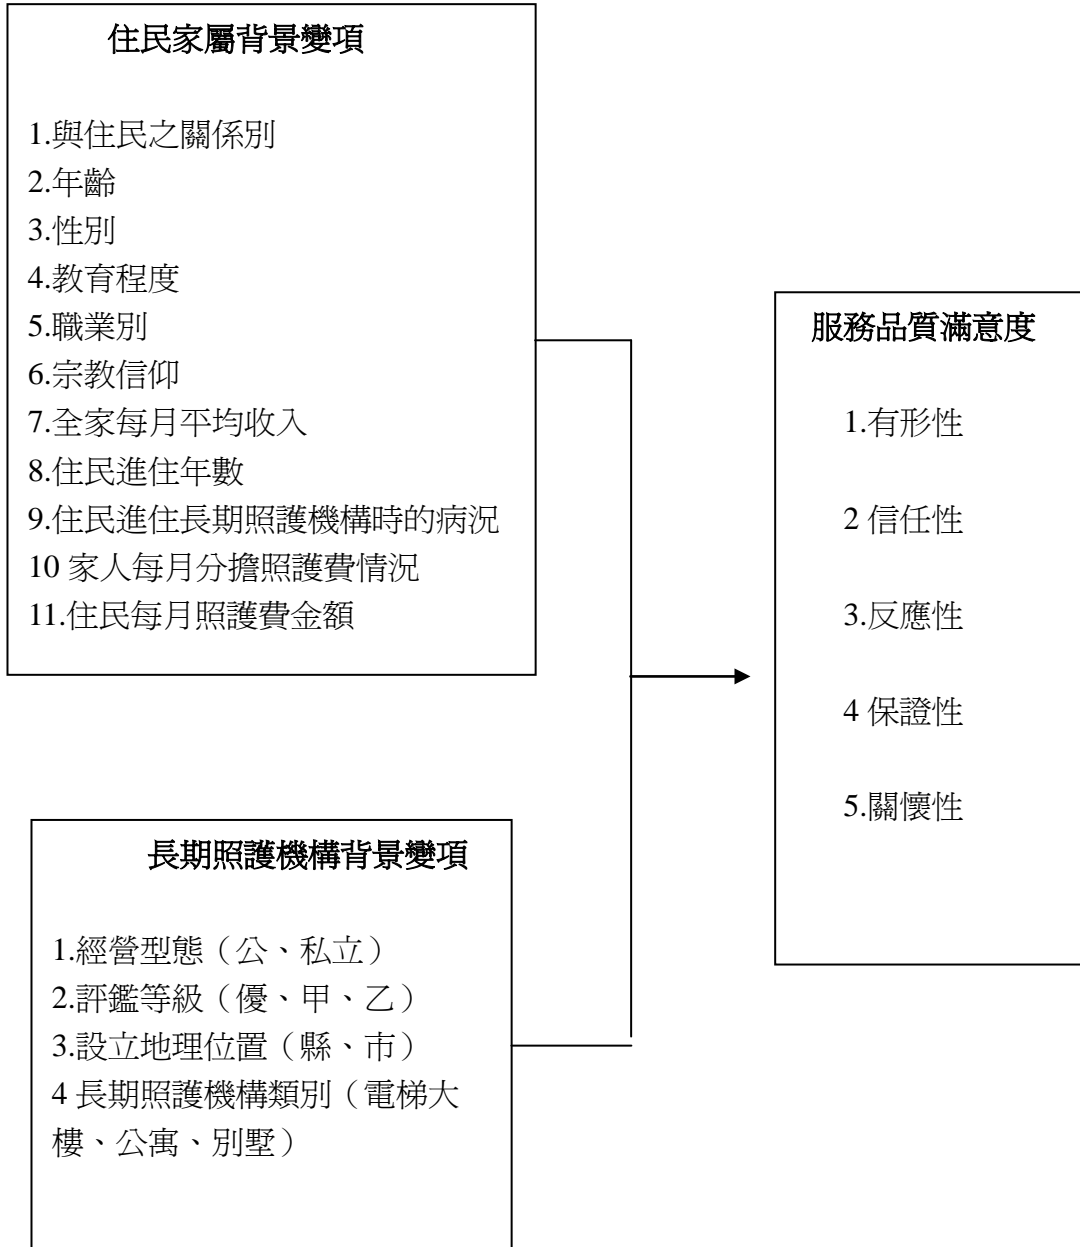 住民家屬背景變項
1.與住民之關係別
2.年齡
3.性別
4.教育程度
5.職業別
6.宗教信仰
7.全家每月平均收入
8.住民進住年數
9.住民進住長期照護機構時的病況
10 家人每月分擔照護費情況
11.住民每月照護費金額
服務品質滿意度
1.有形性
2 信任性
3.反應性
4 保證性
5.關懷性
長期照護機構背景變項
1.經營型態（公、私立）
2.評鑑等級（優、甲、乙）
3.設立地理位置（縣、市）
4 長期照護機構類別（電梯大
樓、公寓、別墅）